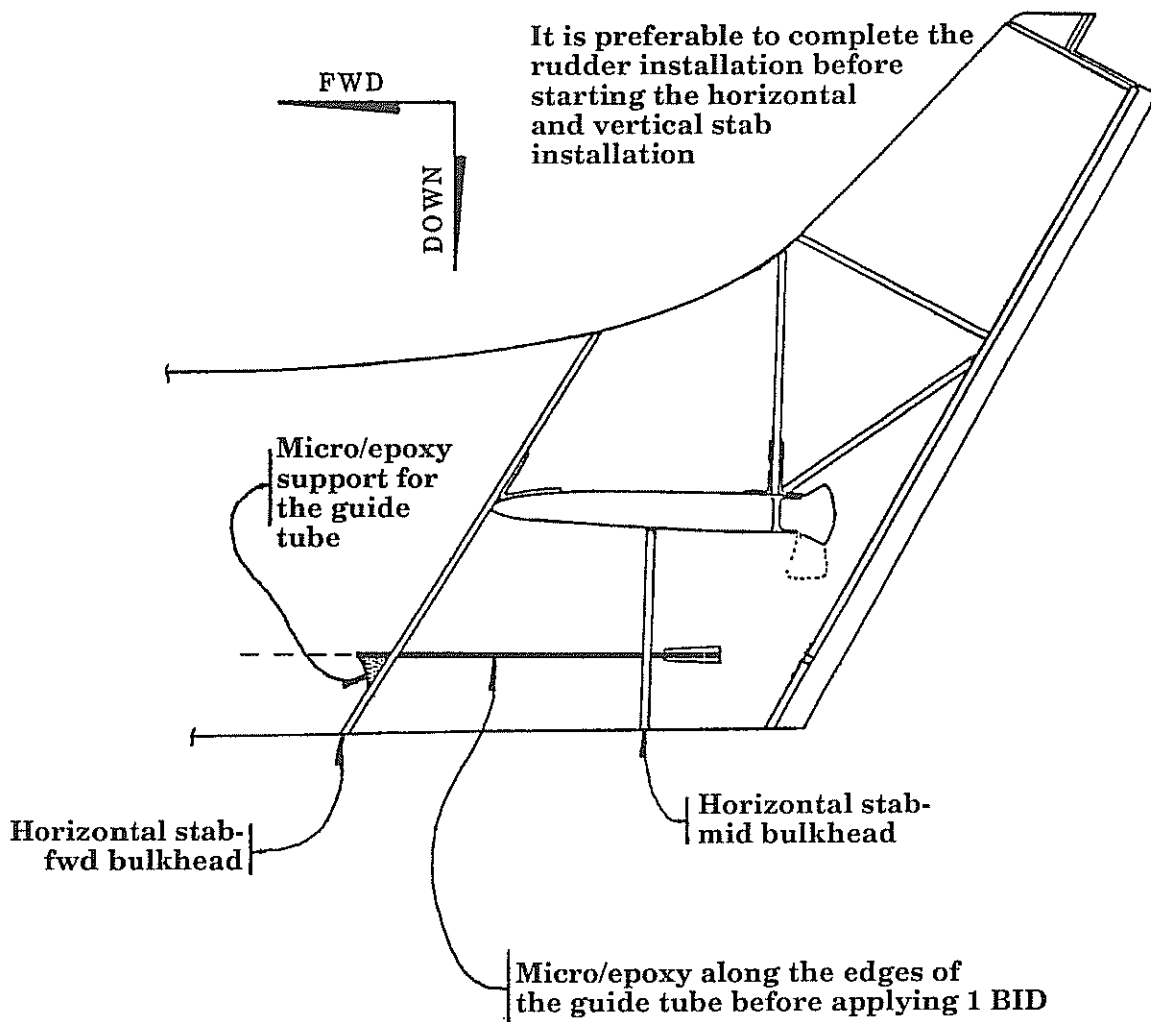 It is preferable to complete the
rudder installation before
starting the horizontal
and vertical stab
installation
FWD
DOWN
Micro/epoxy
support for
the guide
tube
Horizontal stab-
fwd bulkhead
Horizontal stab-
mid bulkhead
Micro/epoxy along the edges of
the guide tube before applying 1 BID